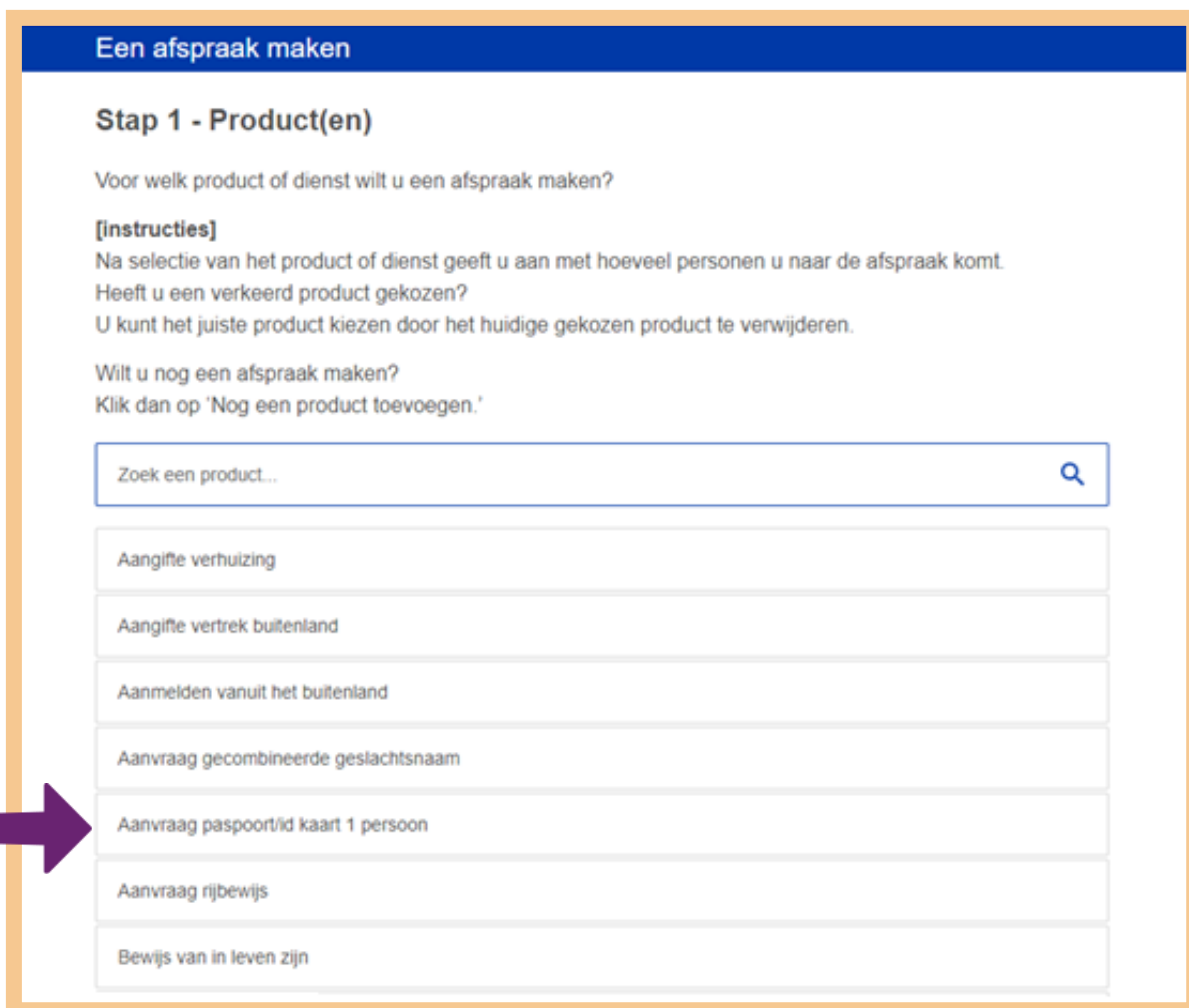 Een afspraak maken
Stap 1 - Product(en)
Voor welk product of dienst wilt u een afspraak maken?
[instructies]
Na selectie van het product of dienst geeft u aan met hoeveel personen u naar de afspraak komt.
Heeft u een verkeerd product gekozen?
U kunt het juiste product kiezen door het huidige gekozen product te verwijderen.
Wilt u nog een afspraak maken?
Klik dan op 'Nog een product toevoegen.'
Zoek een product...
Aangifte verhuizing
Aangifte vertrek buitenland
Aanmelden vanuit het buitenland
Aanvraag gecombineerde geslachtsnaam
Aanvraag paspoort/id kaart 1 persoon
Aanvraag rijbewijs
Bewijs van in leven zijn